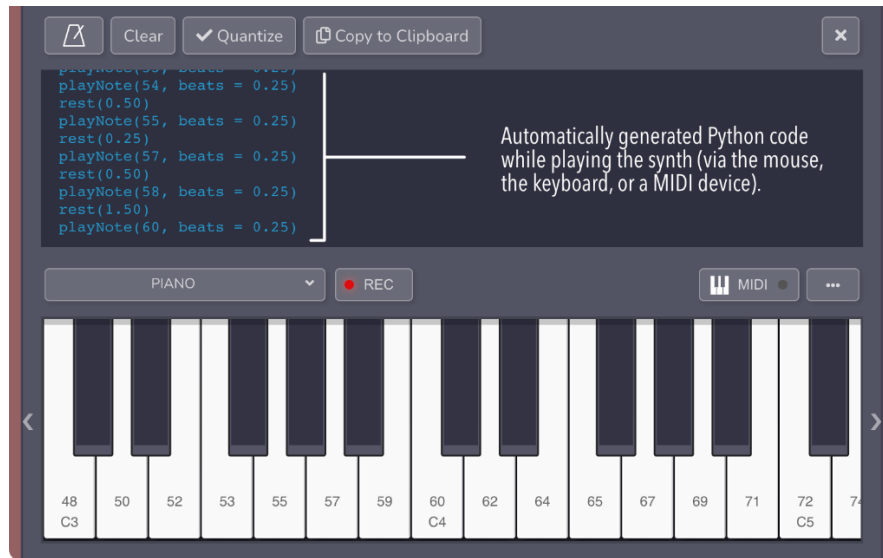 Clear
Quantize
Copy to Clipboard
playNote(54, beats = 0.25)
rest(0.50)
playNote(55, beats = 0.25)
rest(0.25)
playNote(57, beats = 0.25)
rest(0.50)
playNote(58, beats = 0.25)
rest(1.50)
playNote(60, beats = 0.25)
Automatically generated Python code
while playing the synth (via the mouse,
the keyboard, or a MIDI device).
PIANO
REC
MIDI
48 50 52 53 55 57 59 60 62 64 65 67 69 71 72
C3 C4 C5